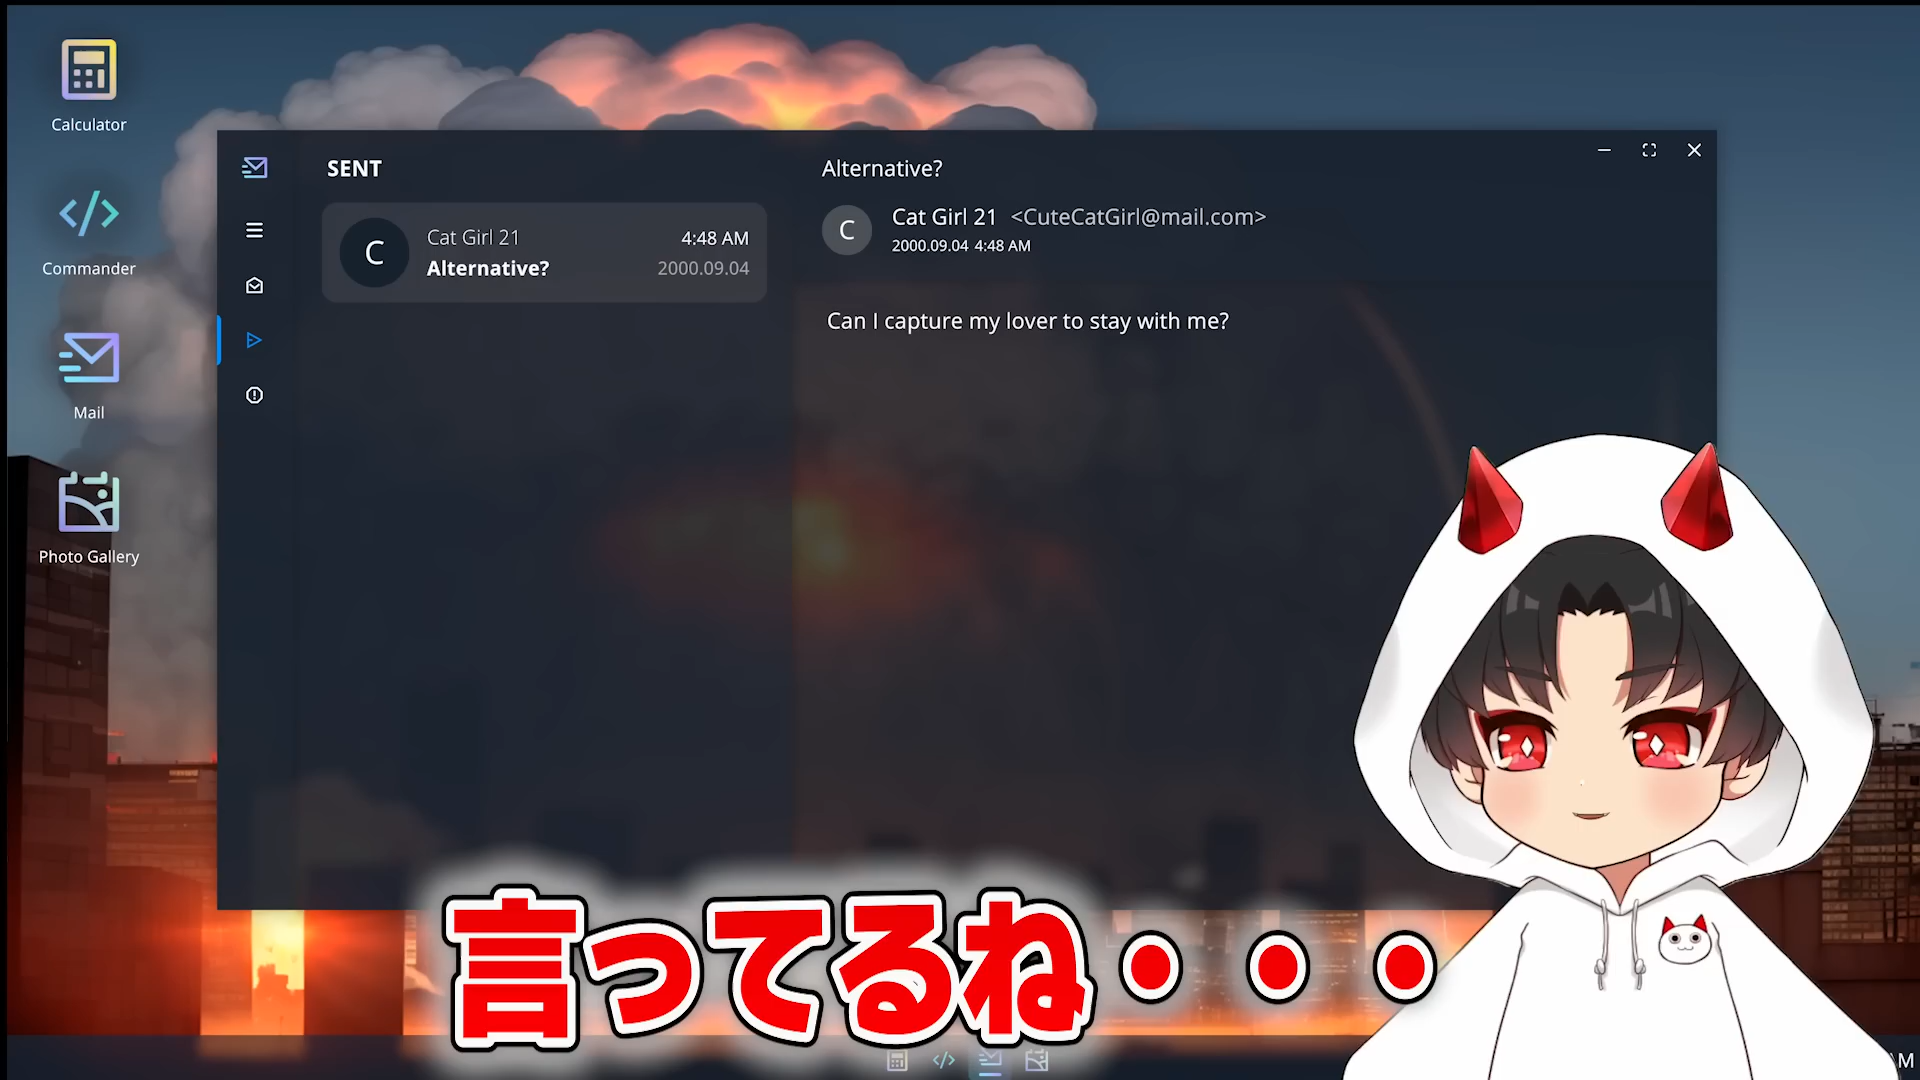 Calculator
Commander
Mail
Photo Gallery
SENT
C
Cat Girl 21
4:48 AM
Alternative?
2000.09.04
Alternative?
C
Cat Girl 21 <CuteCatGirl@mail.com>
2000.09.04 4:48 AM
Can I capture my lover to stay with me?
言ってるね・・・
AM